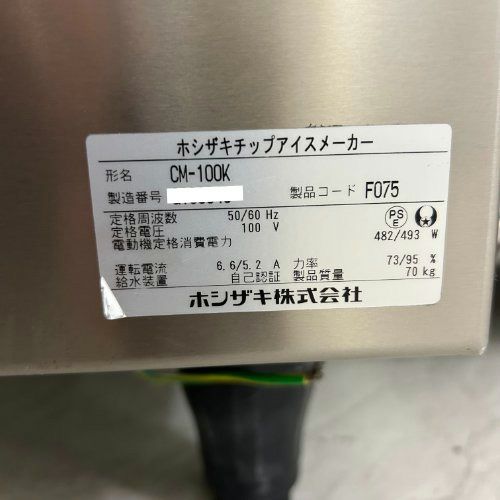 ホシザキチップアイスメーカー
形名 CM-100K
製造番号 製品コード F075
定格周波数 50/60 Hz
定格電圧 100 V
電動機定格消費電力 482/493 W
PS
E
運転電流 6.6/5.2 A 力率 73/95 %
給水装置 自己認証 製品質量 70 kg
ホシザキ株式会社